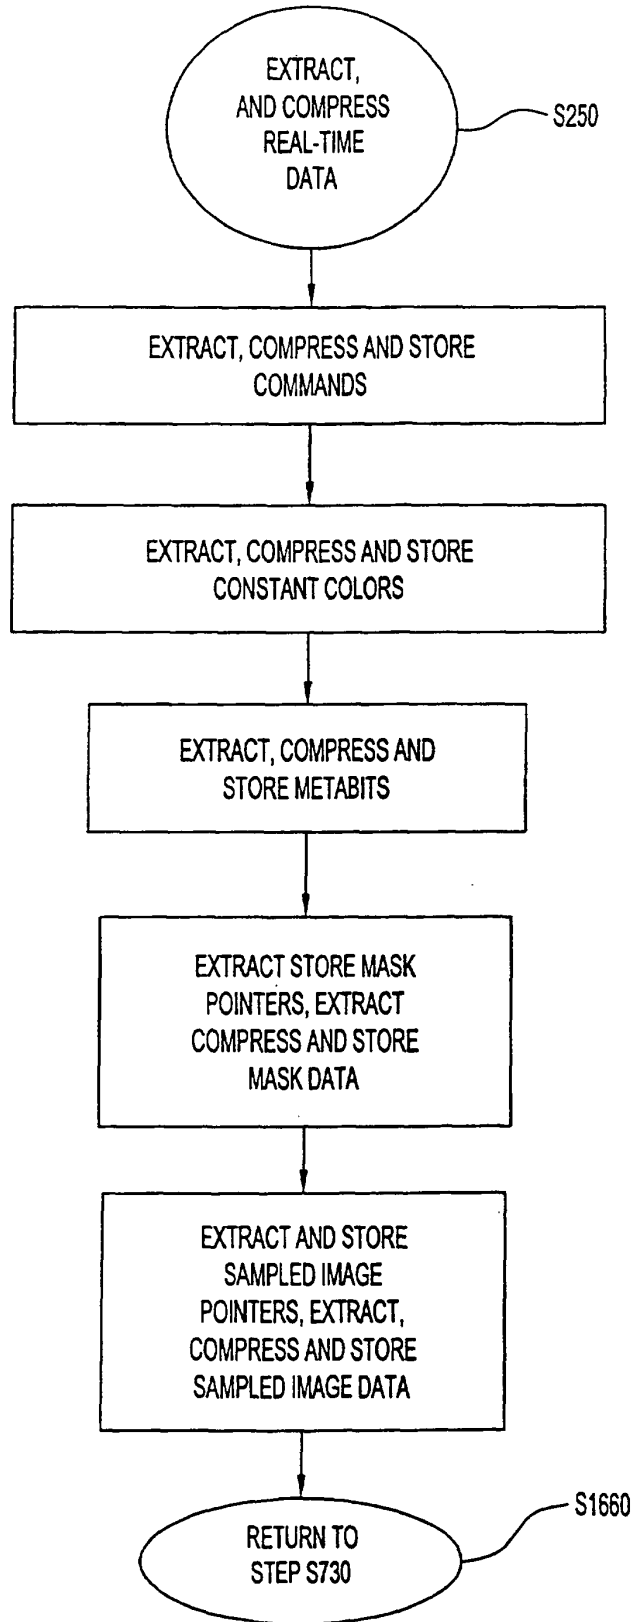 EXTRACT,
AND COMPRESS
REAL-TIME
DATA
S250
EXTRACT, COMPRESS AND STORE
COMMANDS
EXTRACT, COMPRESS AND STORE
CONSTANT COLORS
EXTRACT, COMPRESS AND
STORE METABITS
EXTRACT STORE MASK
POINTERS, EXTRACT
COMPRESS AND STORE
MASK DATA
EXTRACT AND STORE
SAMPLED IMAGE
POINTERS, EXTRACT,
COMPRESS AND STORE
SAMPLED IMAGE DATA
S1660
RETURN TO
STEP S730